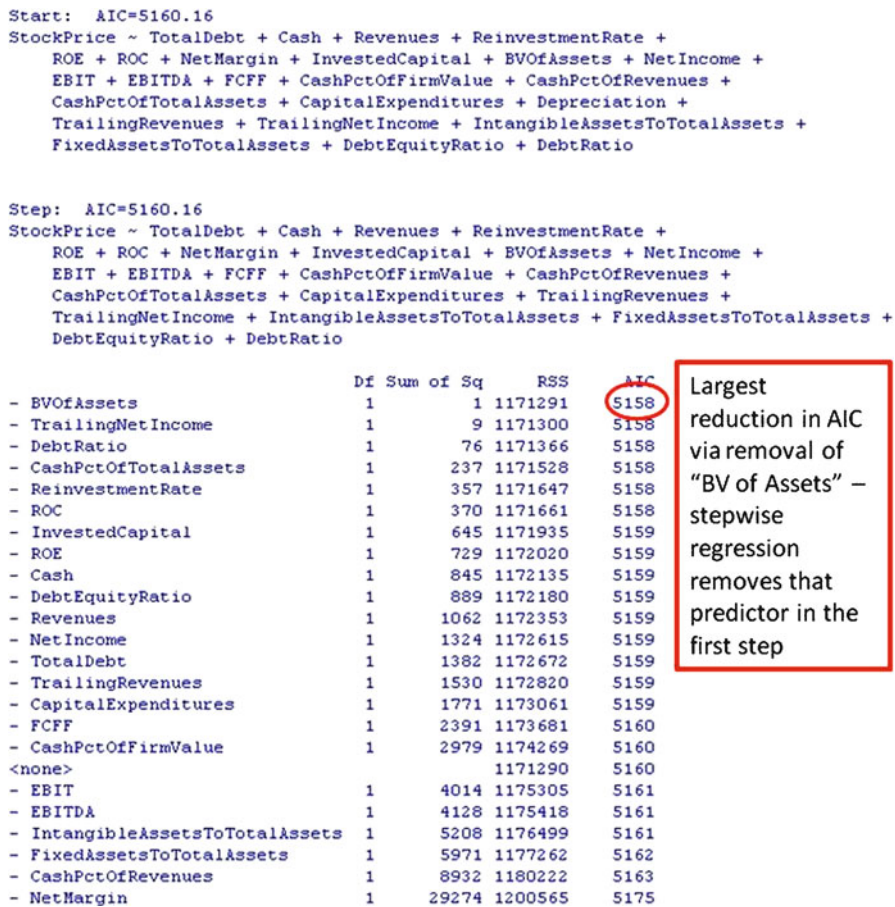 Start:  AIC=5160.16
StockPrice ~ TotalDebt + Cash + Revenues + ReinvestmentRate +
    ROE + ROC + NetMargin + InvestedCapital + BVOfAssets + NetIncome +
    EBIT + EBITDA + FCFF + CashPctOfFirmValue + CashPctOfRevenues +
    CashPctOfTotalAssets + CapitalExpenditures + Depreciation +
    TrailingRevenues + TrailingNetIncome + IntangibleAssetsToTotalAssets +
    FixedAssetsToTotalAssets + DebtEquityRatio + DebtRatio
Step:  AIC=5160.16
StockPrice ~ TotalDebt + Cash + Revenues + ReinvestmentRate +
    ROE + ROC + NetMargin + InvestedCapital + BVOfAssets + NetIncome +
    EBIT + EBITDA + FCFF + CashPctOfFirmValue + CashPctOfRevenues +
    CashPctOfTotalAssets + CapitalExpenditures + TrailingRevenues +
    TrailingNetIncome + IntangibleAssetsToTotalAssets + FixedAssetsToTotalAssets +
    DebtEquityRatio + DebtRatio
Df Sum of Sq RSS AIC
- BVOfAssets 1 1 1171291 5158
- TrailingNetIncome 1 9 1171300 5158
- DebtRatio 1 76 1171366 5158
- CashPctOfTotalAssets 1 237 1171528 5158
- ReinvestmentRate 1 357 1171647 5158
- ROC 1 370 1171661 5158
- InvestedCapital 1 645 1171935 5159
- ROE 1 729 1172020 5159
- Cash 1 845 1172135 5159
- DebtEquityRatio 1 889 1172180 5159
- Revenues 1 1062 1172353 5159
- NetIncome 1 1324 1172615 5159
- TotalDebt 1 1382 1172672 5159
- TrailingRevenues 1 1530 1172820 5159
- CapitalExpenditures 1 1771 1173061 5159
- FCFF 1 2391 1173681 5160
- CashPctOfFirmValue 1 2979 1174269 5160
<none> 1171290 5160
- EBIT 1 4014 1175305 5161
- EBITDA 1 4128 1175418 5161
- IntangibleAssetsToTotalAssets 1 5208 1176499 5161
- FixedAssetsToTotalAssets 1 5971 1177262 5162
- CashPctOfRevenues 1 8932 1180222 5163
- NetMargin 1 29274 1200565 5175
Largest
reduction in AIC
via removal of
“BV of Assets” –
stepwise
regression
removes that
predictor in the
first step